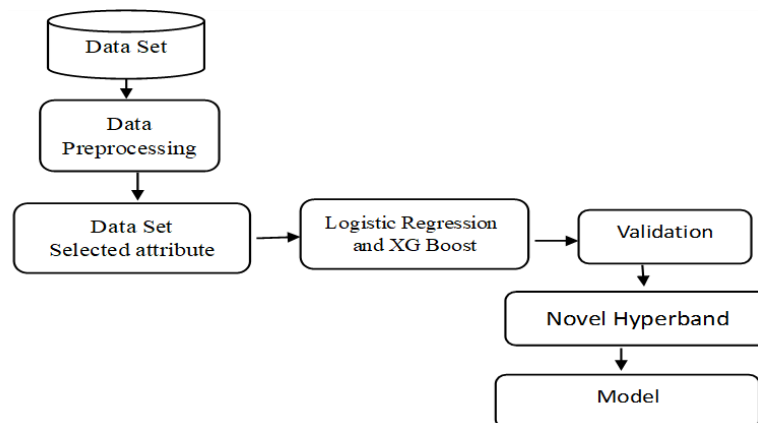 Data Set
Data
Preprocessing
Data Set
Selected attribute
Logistic Regression
and XG Boost
Validation
Novel Hyperband
Model